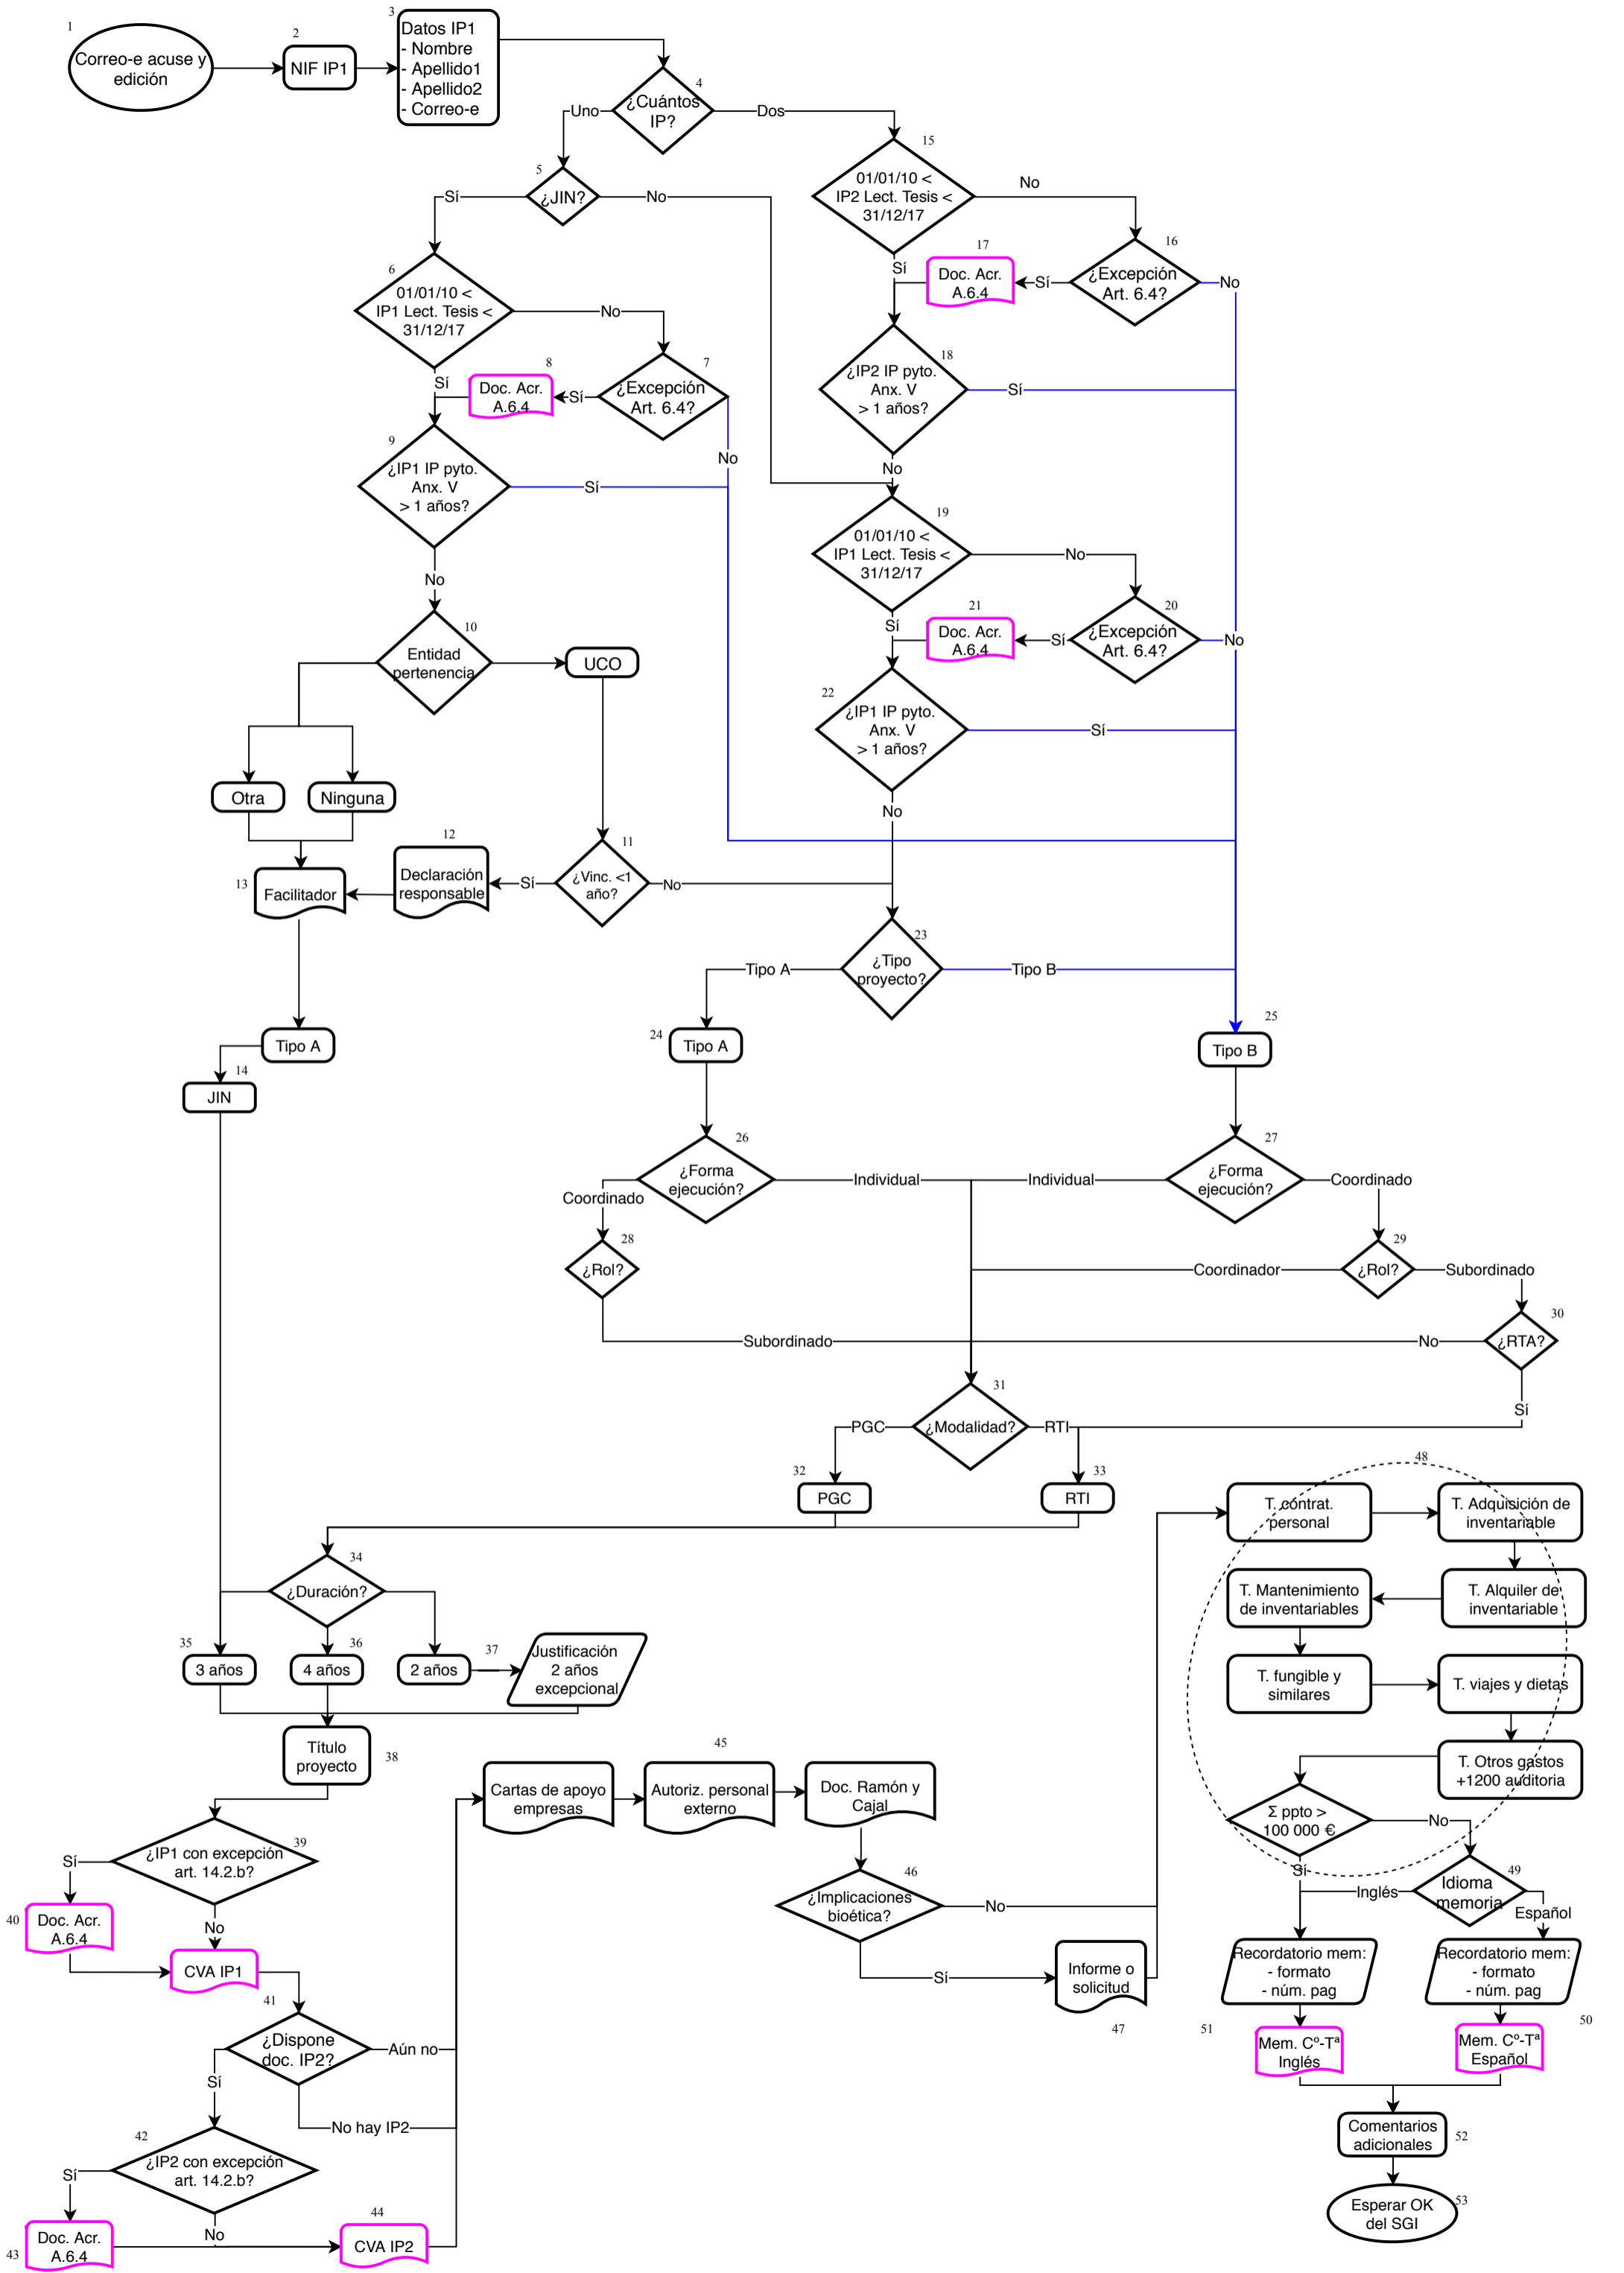 1
Correo-e acuse y
edición
2
NIF IP1
3
Datos IP1
- Nombre
- Apellido1
- Apellido2
- Correo-e
4
¿Cuántos
IP?
Uno
Dos
5
¿JIN?
Sí
No
15
01/01/10 <
IP2 Lect. Tesis <
31/12/17
No
Sí
16
¿Excepción
Art. 6.4?
Sí
No
17
Doc. Acr.
A.6.4
6
01/01/10 <
IP1 Lect. Tesis <
31/12/17
No
Sí
7
¿Excepción
Art. 6.4?
Sí
No
8
Doc. Acr.
A.6.4
18
¿IP2 IP pyto.
Anx. V
> 1 años?
Sí
No
9
¿IP1 IP pyto.
Anx. V
> 1 años?
Sí
No
19
01/01/10 <
IP1 Lect. Tesis <
31/12/17
No
Sí
20
¿Excepción
Art. 6.4?
Sí
No
21
Doc. Acr.
A.6.4
10
Entidad
pertenencia
UCO
22
¿IP1 IP pyto.
Anx. V
> 1 años?
Sí
No
Otra
Ninguna
11
¿Vinc. <1
año?
Sí
No
12
Declaración
responsable
13
Facilitador
23
¿Tipo
proyecto?
Tipo A
Tipo B
Tipo A
14
JIN
24
Tipo A
25
Tipo B
26
¿Forma
ejecución?
Coordinado
Individual
27
¿Forma
ejecución?
Individual
Coordinado
28
¿Rol?
Subordinado
29
¿Rol?
Coordinador
Subordinado
30
¿RTA?
No
Sí
31
¿Modalidad?
PGC
RTI
32
PGC
33
RTI
34
¿Duración?
35
3 años
36
4 años
2 años
37
Justificación
2 años
excepcional
Título
proyecto
38
39
¿IP1 con excepción
art. 14.2.b?
Sí
No
40
Doc. Acr.
A.6.4
CVA IP1
41
¿Dispone
doc. IP2?
Aún no
Sí
No hay IP2
42
¿IP2 con excepción
art. 14.2.b?
Sí
No
43
Doc. Acr.
A.6.4
44
CVA IP2
Cartas de apoyo
empresas
45
Autoriz. personal
externo
Doc. Ramón y
Cajal
46
¿Implicaciones
bioética?
No
Sí
Informe o
solicitud
47
48
T. contrat.
personal
T. Adquisición de
inventariable
T. Mantenimiento
de inventariables
T. Alquiler de
inventariable
T. fungible y
similares
T. viajes y dietas
T. Otros gastos
+1200 auditoria
Σ ppto >
100 000 €
No
Sí
49
Idioma
memoria
Inglés
Español
Recordatorio mem:
- formato
- núm. pag
Recordatorio mem:
- formato
- núm. pag
51
Mem. Cº-Tª
Inglés
50
Mem. Cº-Tª
Español
Comentarios
adicionales
52
53
Esperar OK
del SGI